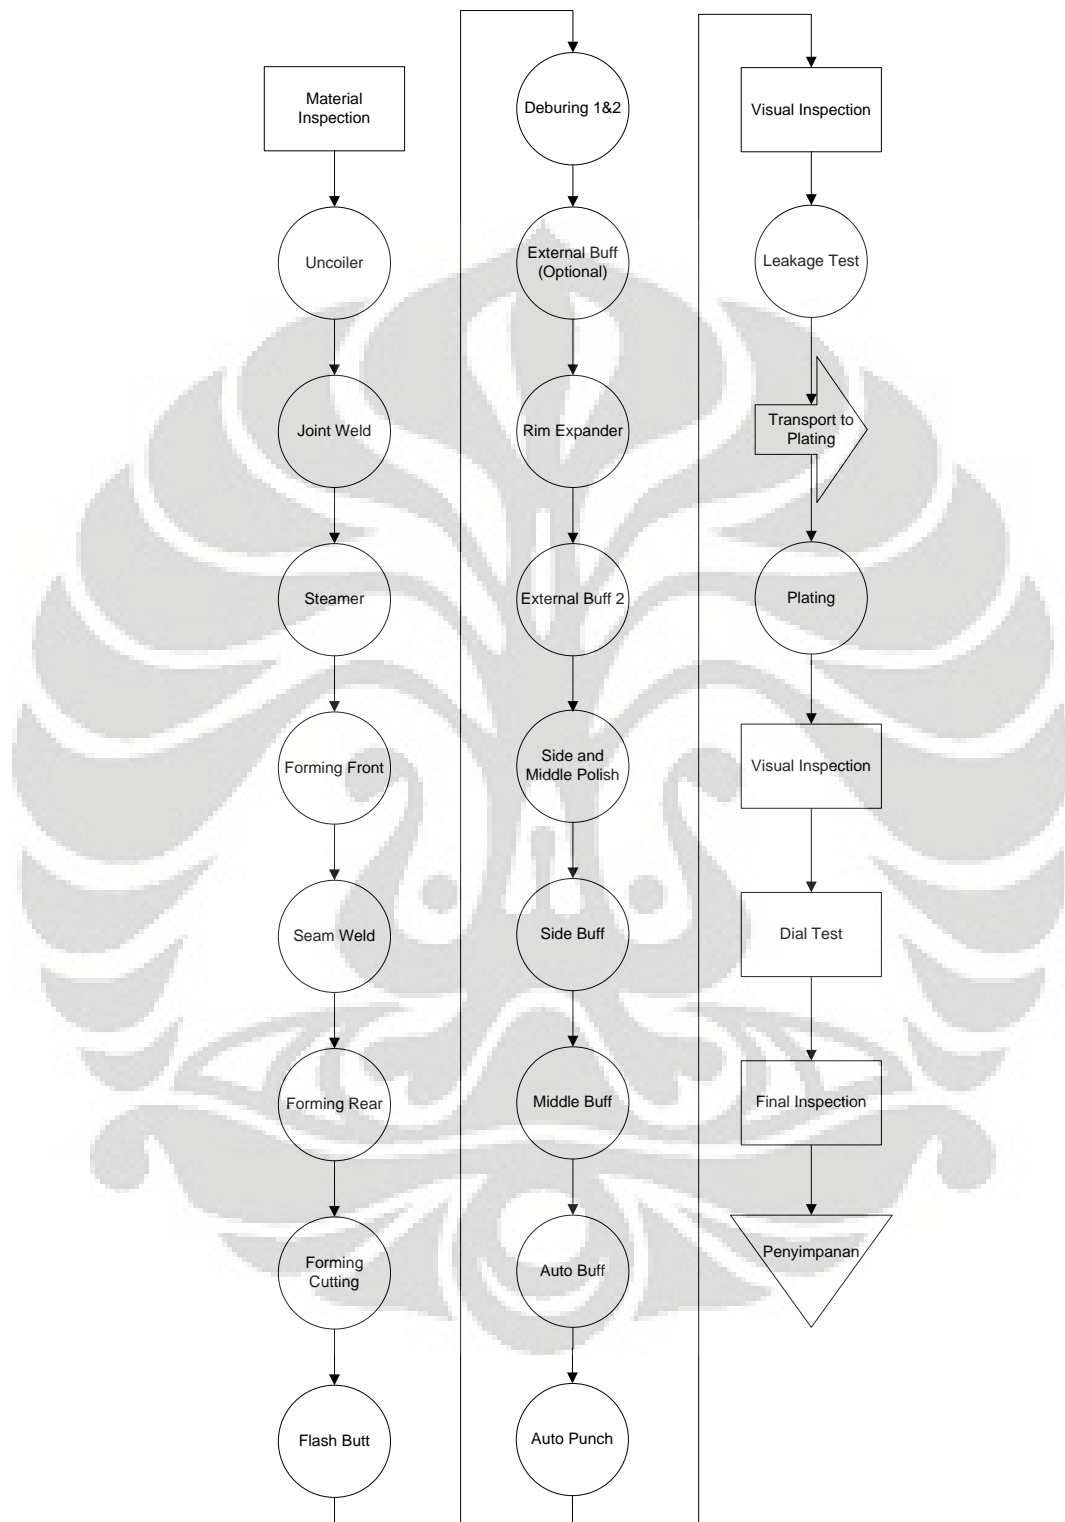 Material
Inspection
Uncoiler
Joint Weld
Steamer
Forming Front
Seam Weld
Forming Rear
Forming
Cutting
Flash Butt
Deburing 1&2
External Buff
(Optional)
Rim Expander
External Buff 2
Side and
Middle Polish
Side Buff
Middle Buff
Auto Buff
Auto Punch
Visual Inspection
Leakage Test
Transport to
Plating
Plating
Visual Inspection
Dial Test
Final Inspection
Penyimpanan